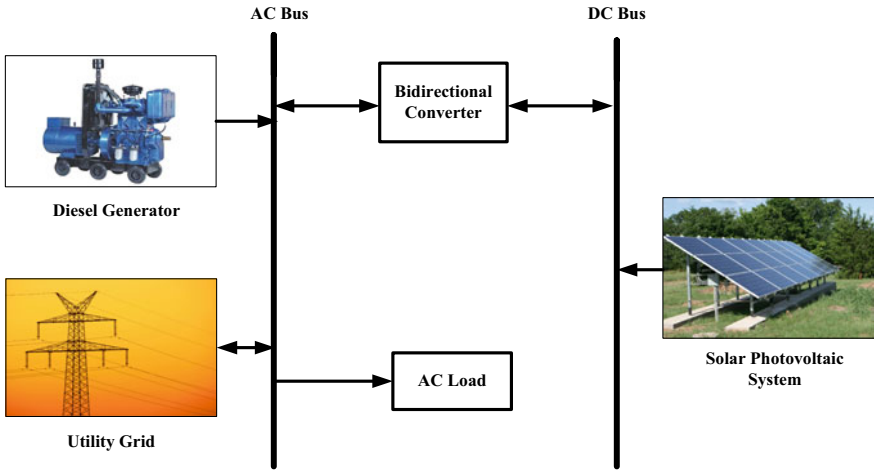 AC Bus
DC Bus
Bidirectional
Converter
Diesel Generator
Solar Photovoltaic
System
AC Load
Utility Grid